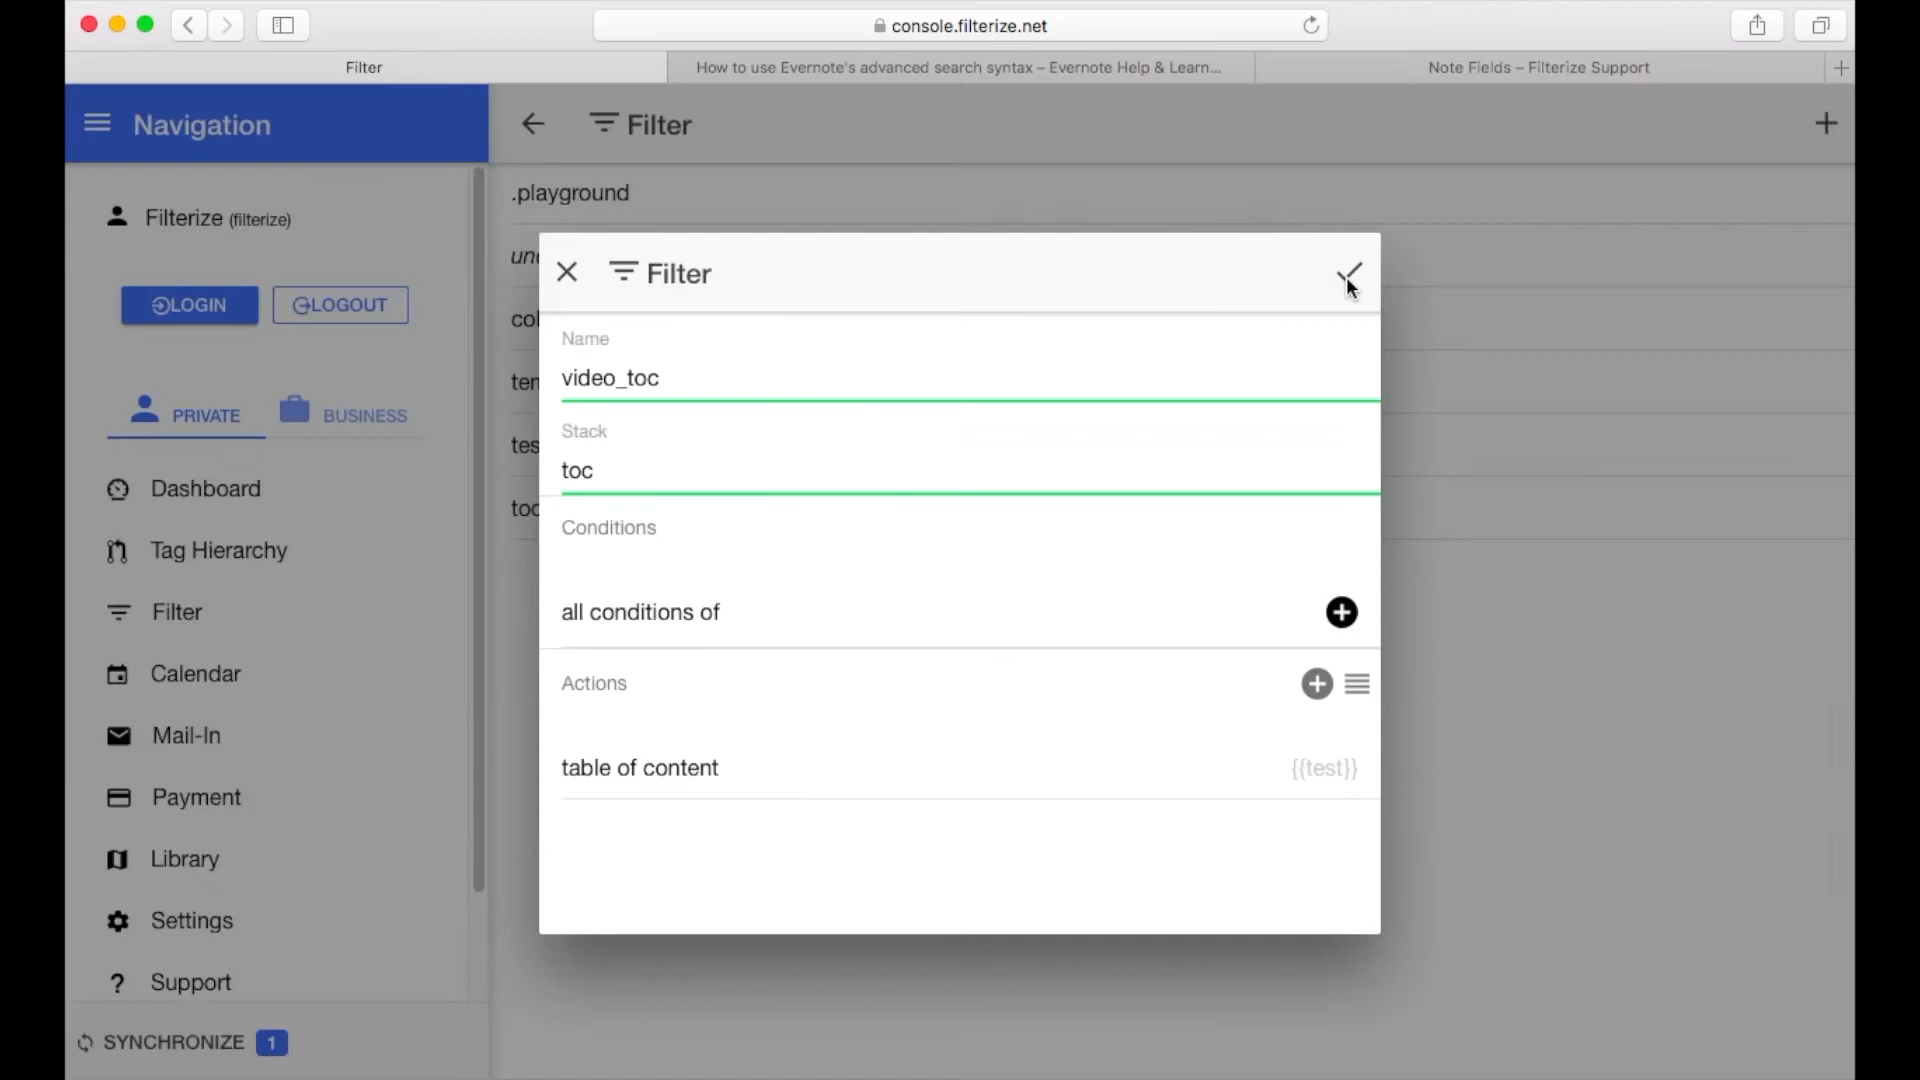 console.filterize.net
Filter
How to use Evernote's advanced search syntax – Evernote Help & Learn...
Note Fields – Filterize Support
Navigation
Filter
Filterize (filterize)
LOGIN
LOGOUT
PRIVATE
BUSINESS
Dashboard
Tag Hierarchy
Filter
Calendar
Mail-In
Payment
Library
Settings
? Support
SYNCHRONIZE 1
.playground
Filter
Name
video_toc
Stack
toc
Conditions
all conditions of
Actions
table of content
{{test}}